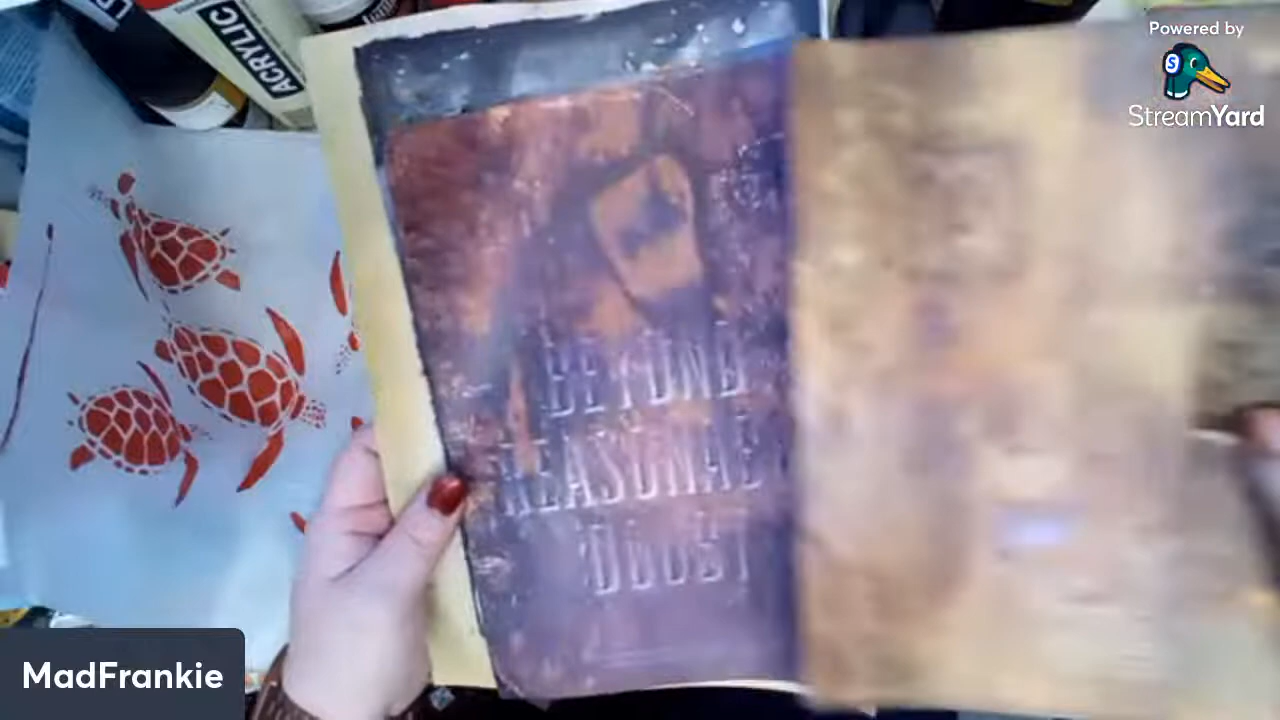 Powered by
StreamYard
ACRYLIC
BEYOND
REASONABLE
DOUBT
MadFrankie